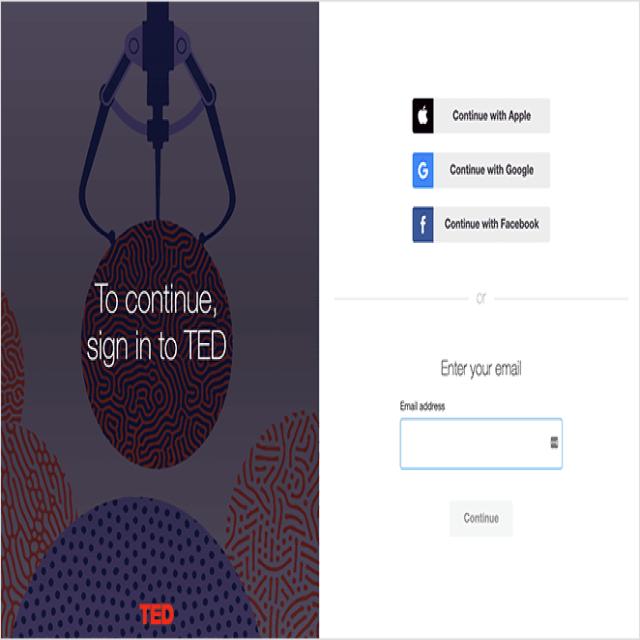 To continue,
sign in to TED
TED
Continue with Apple
G
Continue with Google
f
Continue with Facebook
or
Enter your email
Email address
Continue